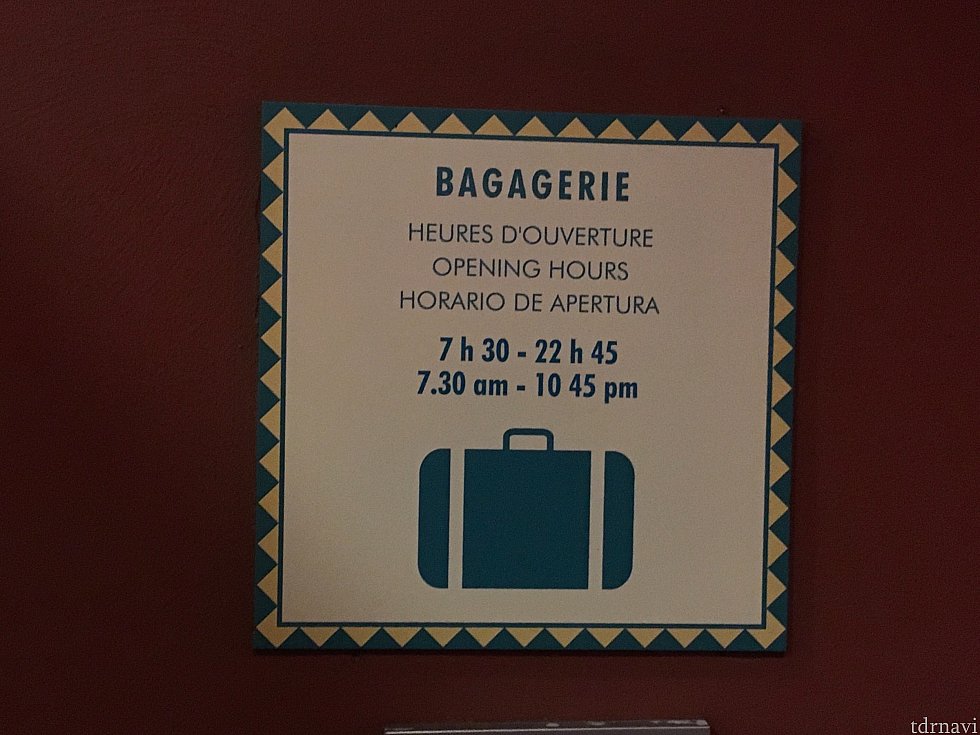 BAGAGERIE
HEURES D'OUVERTURE
OPENING HOURS
HORARIO DE APERTURA
7 h 30 - 22 h 45
7.30 am - 10 45 pm
tdrnavi